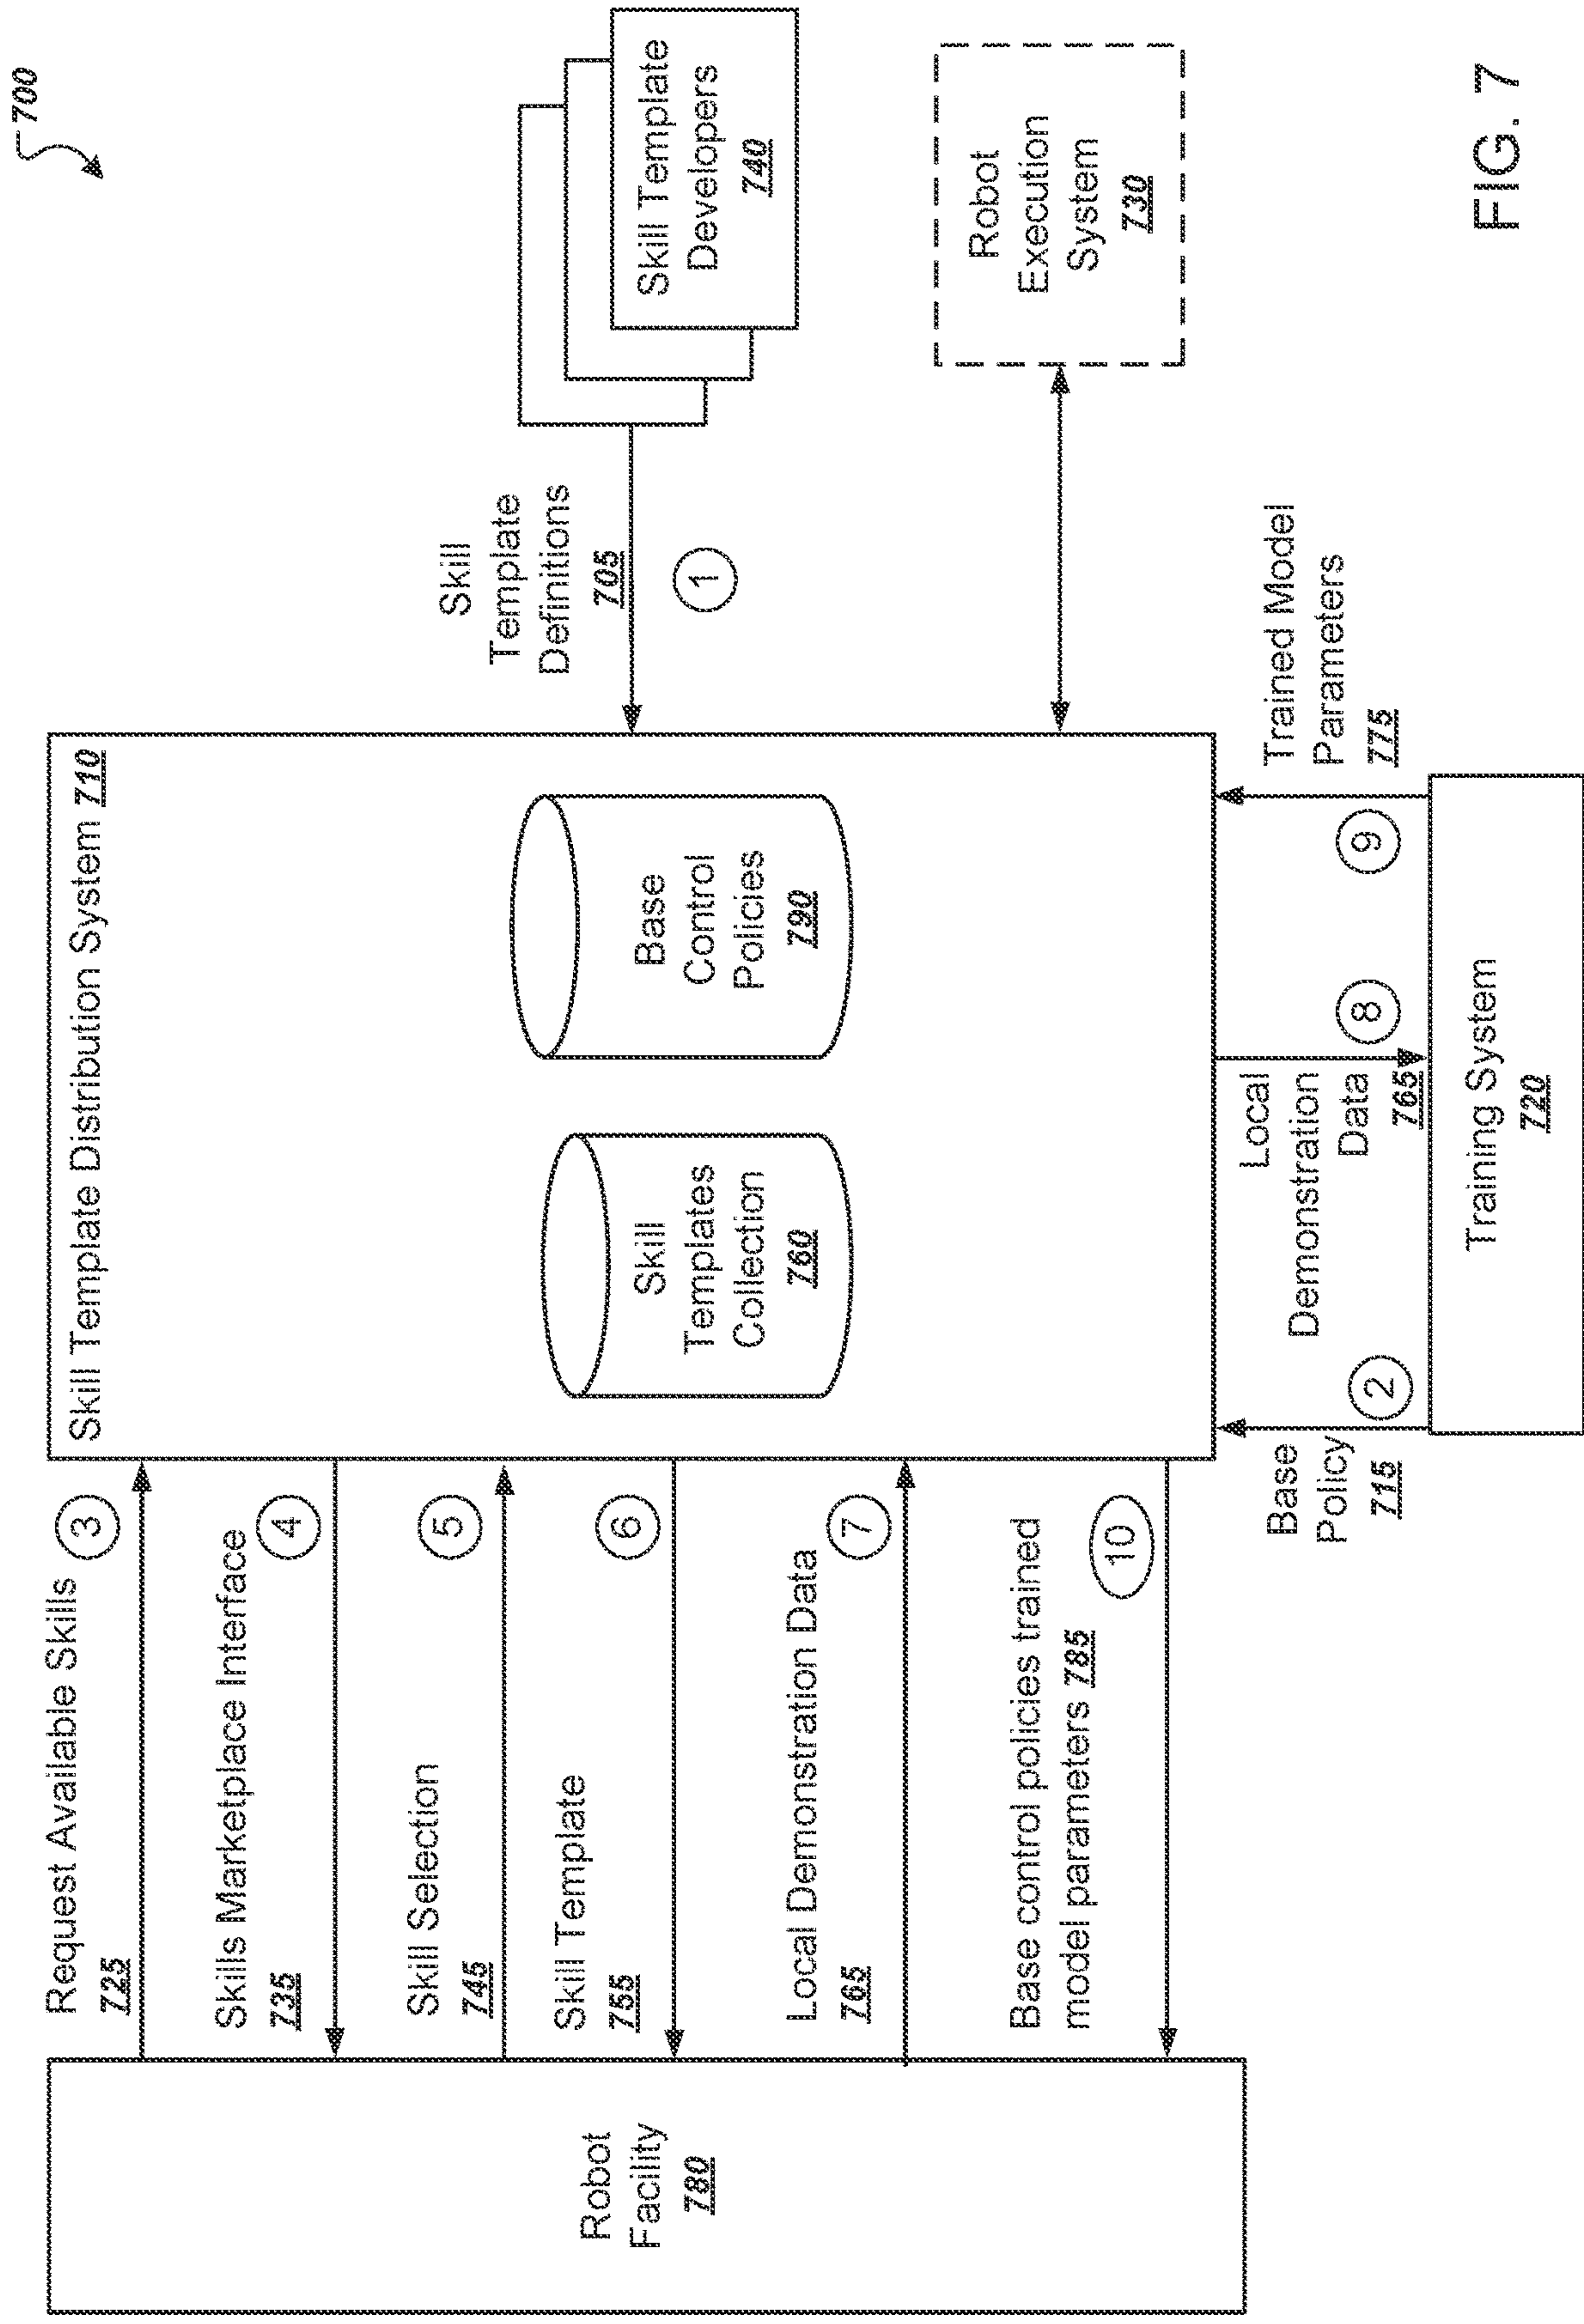 700
Skill Template Distribution System 710
Request Available Skills
725
3
Skills Marketplace Interface
735
4
Skill Selection
745
5
Skill Template
755
6
Local Demonstration Data
765
7
Base control policies trained
model parameters 785
10
Robot
Facility
780
Skill
Templates
Collection
760
Base
Control
Policies
790
Skill
Template
Definitions
705
1
Skill Template
Developers
740
Robot
Execution
System
730
Base
Policy
715
2
Local
Demonstration
Data
765
8
9
Trained Model
Parameters
775
Training System
720
FIG. 7